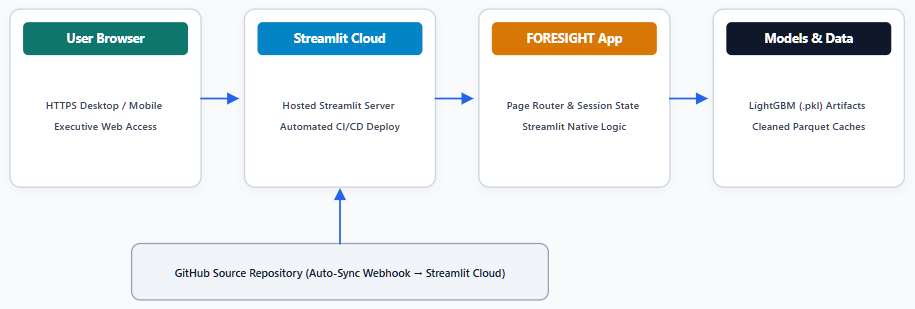 User Browser
HTTPS Desktop / Mobile
Executive Web Access
Streamlit Cloud
Hosted Streamlit Server
Automated CI/CD Deploy
FORESIGHT App
Page Router & Session State
Streamlit Native Logic
Models & Data
LightGBM (.pkl) Artifacts
Cleaned Parquet Caches
GitHub Source Repository (Auto-Sync Webhook → Streamlit Cloud)